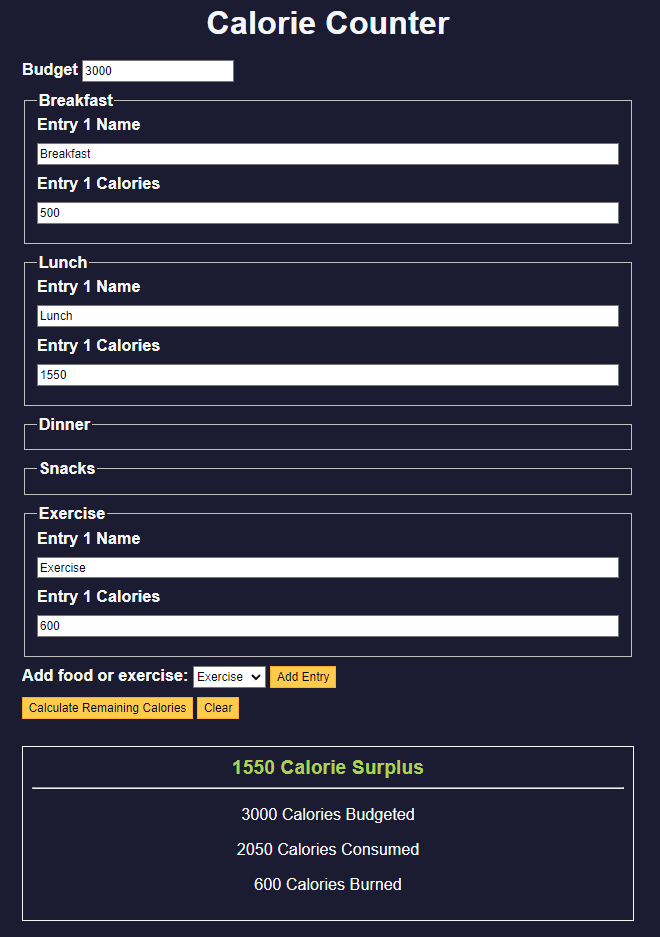 Calorie Counter
Budget 3000
Breakfast
Entry 1 Name
Breakfast
Entry 1 Calories
500
Lunch
Entry 1 Name
Lunch
Entry 1 Calories
1550
Dinner
Snacks
Exercise
Entry 1 Name
Exercise
Entry 1 Calories
600
Add food or exercise: Exercise Add Entry
Calculate Remaining Calories Clear
1550 Calorie Surplus
3000 Calories Budgeted
2050 Calories Consumed
600 Calories Burned